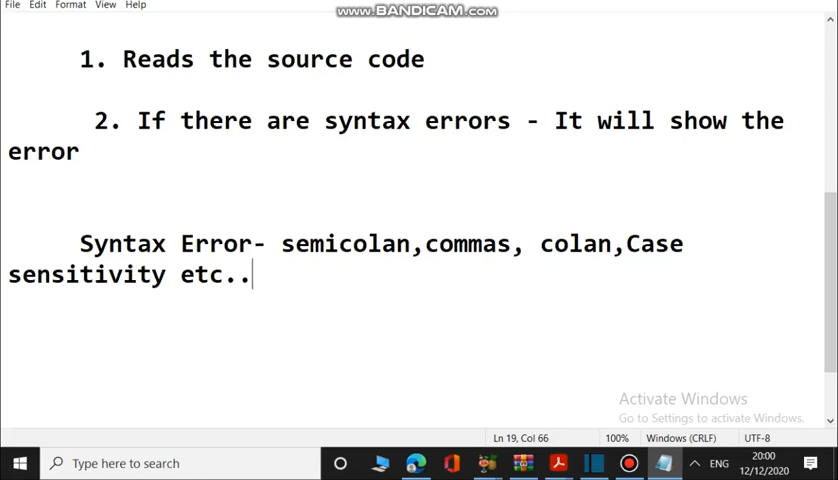 www.BANDICAM.com
File Edit Format View Help
1. Reads the source code
2. If there are syntax errors - It will show the
error
Syntax Error- semicolan,commas, colan,Case
sensitivity etc..
Activate Windows
Go to Settings to activate Windows.
Ln 19, Col 66 100% Windows (CRLF) UTF-8
Type here to search
ENG
20:00
12/12/2020